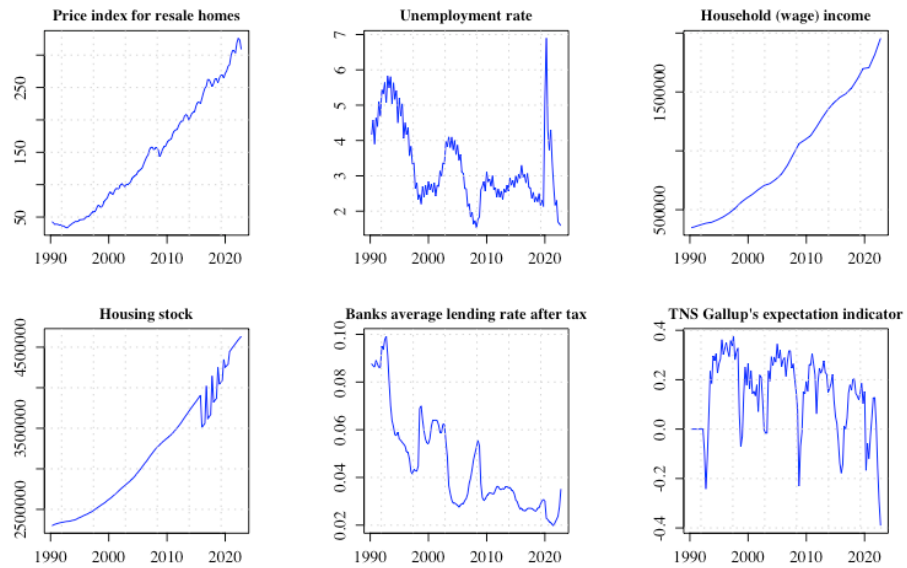 Price index for resale homes
250
150
50
1990 2000 2010 2020
Unemployment rate
7
6
5
4
3
2
1990 2000 2010 2020
Household (wage) income
1500000
500000
1990 2000 2010 2020
Housing stock
4500000
3500000
2500000
1990 2000 2010 2020
Banks average lending rate after tax
0.10
0.08
0.06
0.04
0.02
1990 2000 2010 2020
TNS Gallup's expectation indicator
0.4
0.2
0.0
-0.2
-0.4
1990 2000 2010 2020